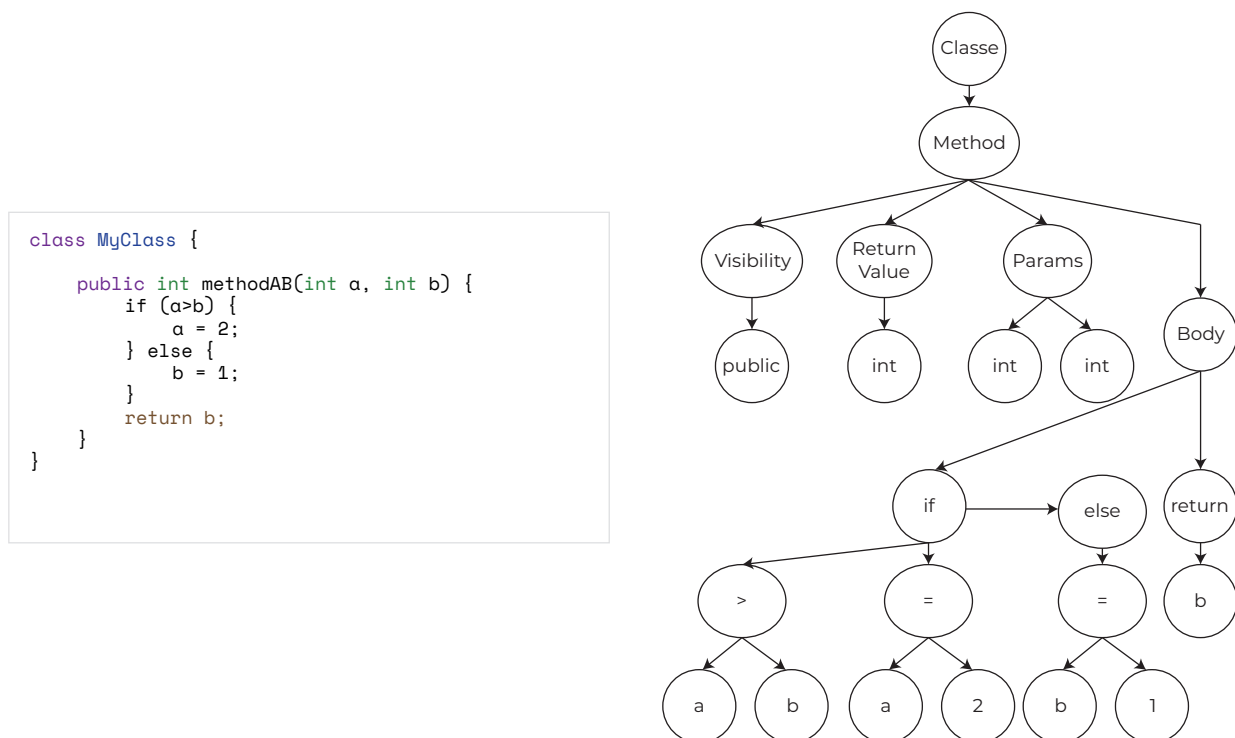 class MyClass {
public int methodAB(int a, int b) {
if (a>b) {
a = 2;
} else {
b = 1;
}
return b;
}
}
Classe
Method
Visibility
Return
Value
Params
Body
public
int
int
int
if
else
return
>
=
=
b
a
b
a
2
b
1